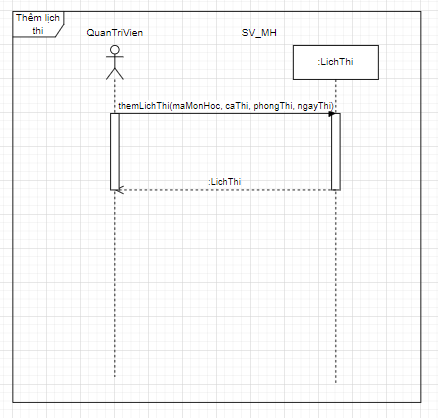 Thêm lịch
thi
QuanTriVien
SV_MH
:LichThi
themLichThi(maMonHoc, caThi, phongThi, ngayThi)
:LichThi